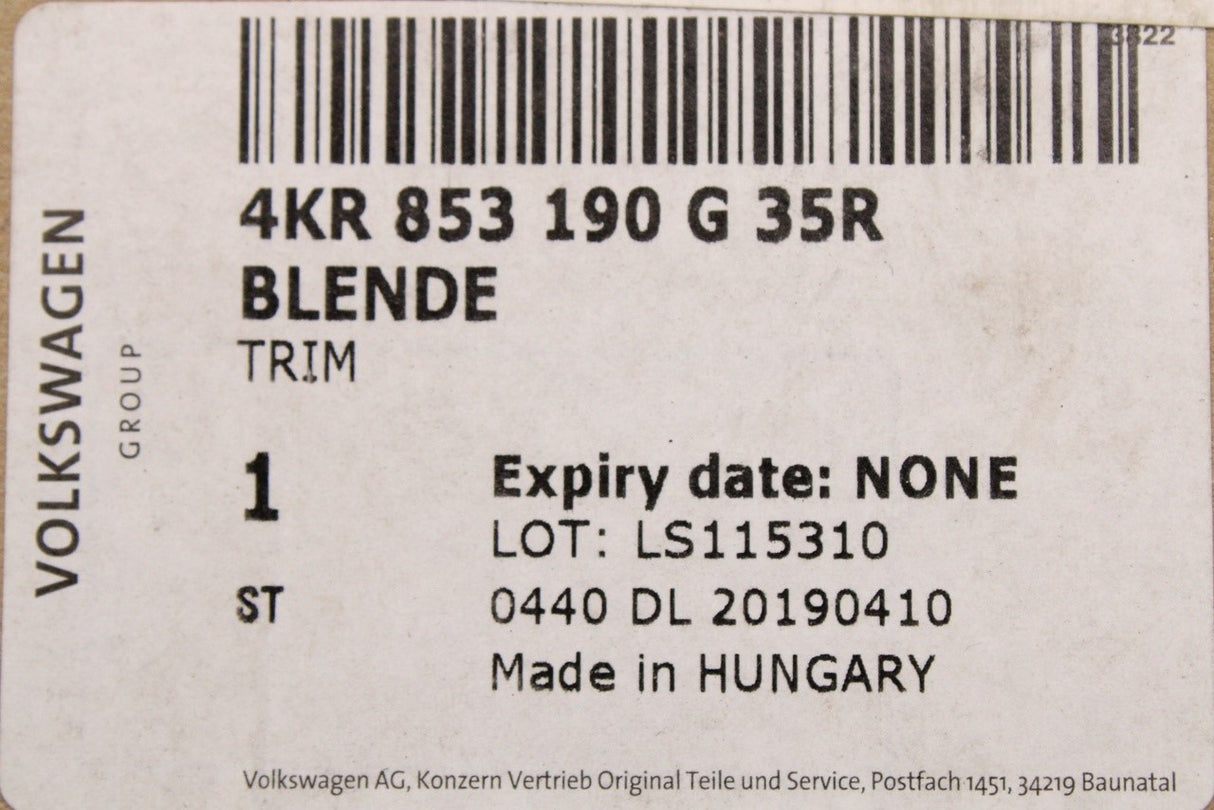 3822
4KR 853 190 G 35R
BLENDE
TRIM
1
Expiry date: NONE
LOT: LS115310
ST
0440 DL 20190410
Made in HUNGARY
Volkswagen AG, Konzern Vertrieb Original Teile und Service, Postfach 1451, 34219 Baunatal
VOLKSWAGEN
GROUP